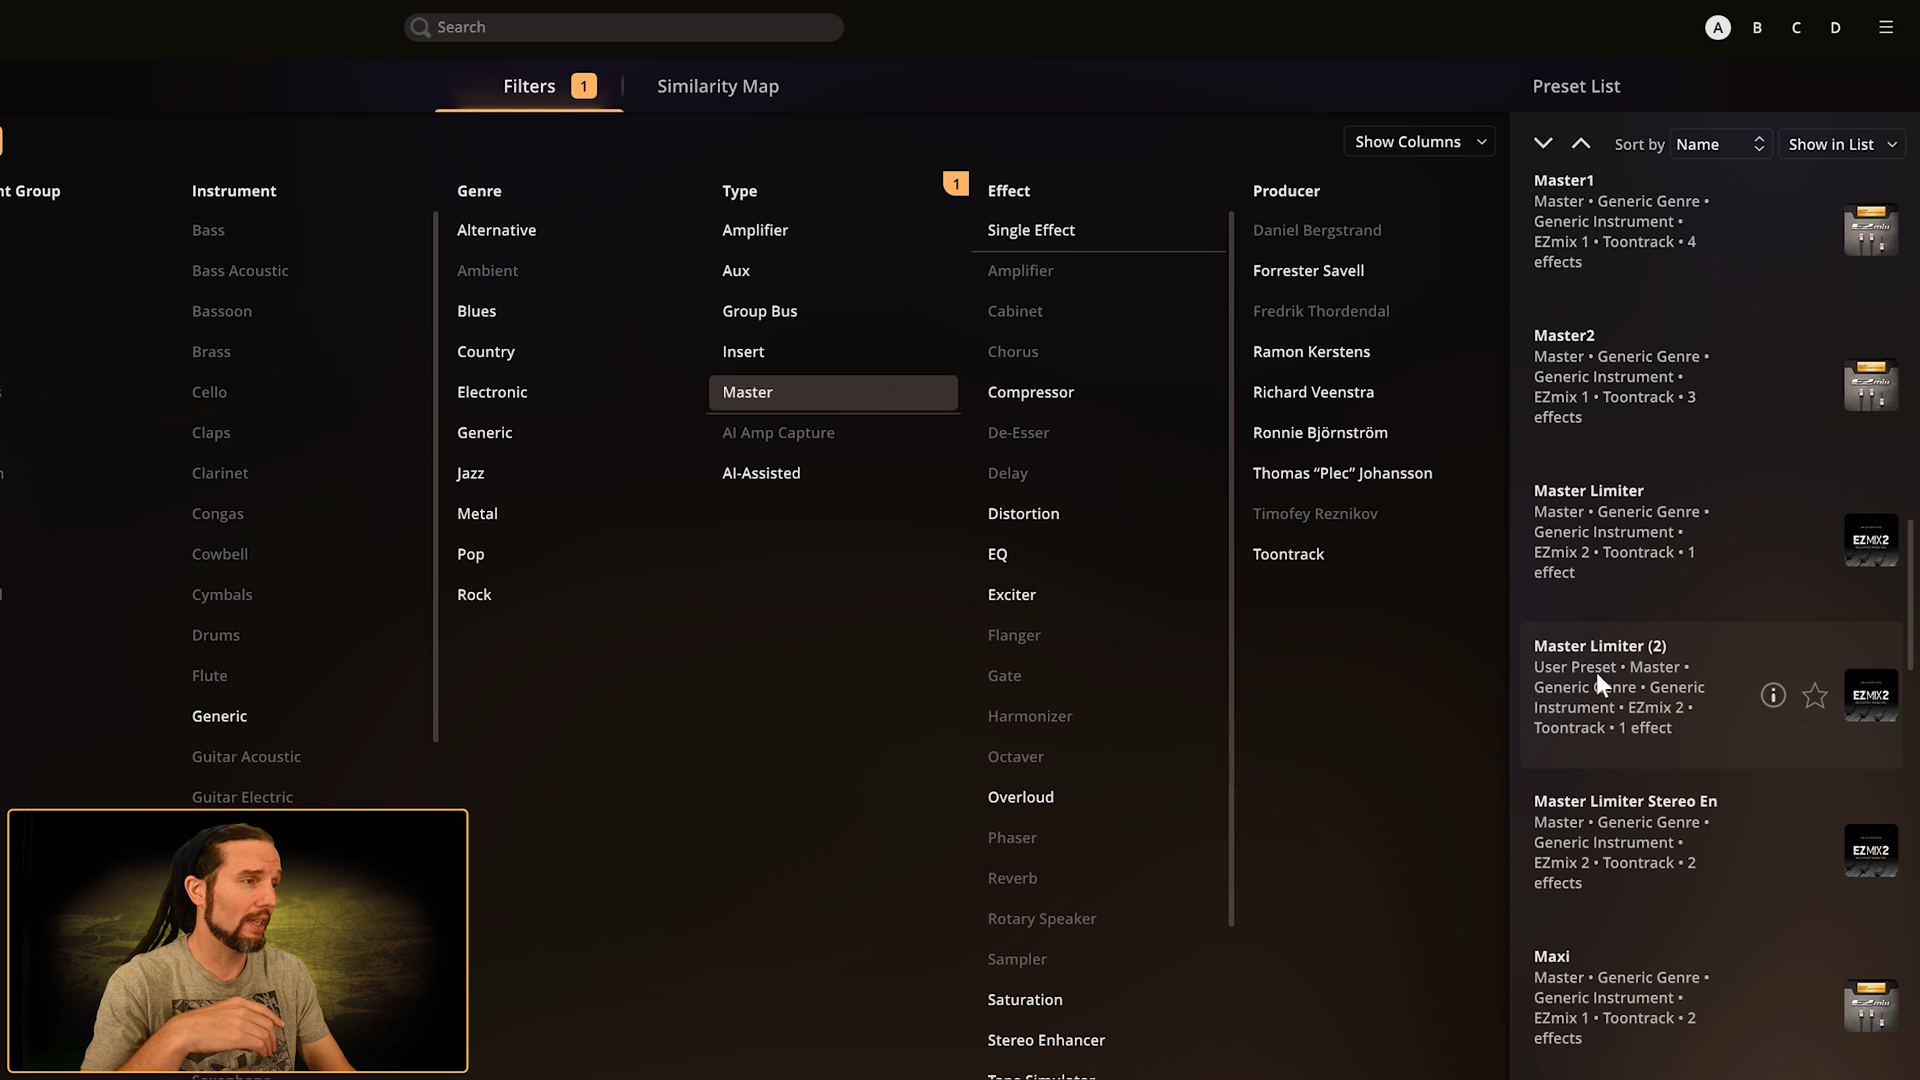 Search
A
B
C
D
Filters
1
Similarity Map
Preset List
Show Columns
Sort by
Name
Show in List
nt Group
Instrument
Bass
Bass Acoustic
Bassoon
Brass
Cello
Claps
Clarinet
Congas
Cowbell
Cymbals
Drums
Flute
Generic
Guitar Acoustic
Guitar Electric
Genre
Alternative
Ambient
Blues
Country
Electronic
Generic
Jazz
Metal
Pop
Rock
Type
1
Amplifier
Aux
Group Bus
Insert
Master
AI Amp Capture
AI-Assisted
Effect
Single Effect
Amplifier
Cabinet
Chorus
Compressor
De-Esser
Delay
Distortion
EQ
Exciter
Flanger
Gate
Harmonizer
Octaver
Overloud
Phaser
Reverb
Rotary Speaker
Sampler
Saturation
Stereo Enhancer
Producer
Daniel Bergstrand
Forrester Savell
Fredrik Thordendal
Ramon Kerstens
Richard Veenstra
Ronnie Björnström
Thomas “Plec” Johansson
Timofey Reznikov
Toontrack
Master1
Master • Generic Genre •
Generic Instrument •
EZmix 1 • Toontrack • 4
effects
Master2
Master • Generic Genre •
Generic Instrument •
EZmix 1 • Toontrack • 3
effects
Master Limiter
Master • Generic Genre •
Generic Instrument •
EZmix 2 • Toontrack • 1
effect
EZMIX2
Master Limiter (2)
User Preset • Master •
Generic Genre • Generic
Instrument • EZmix 2 •
Toontrack • 1 effect
EZMIX2
Master Limiter Stereo En
Master • Generic Genre •
Generic Instrument •
EZmix 2 • Toontrack • 2
effects
EZMIX2
Maxi
Master • Generic Genre •
Generic Instrument •
EZmix 1 • Toontrack • 2
effects